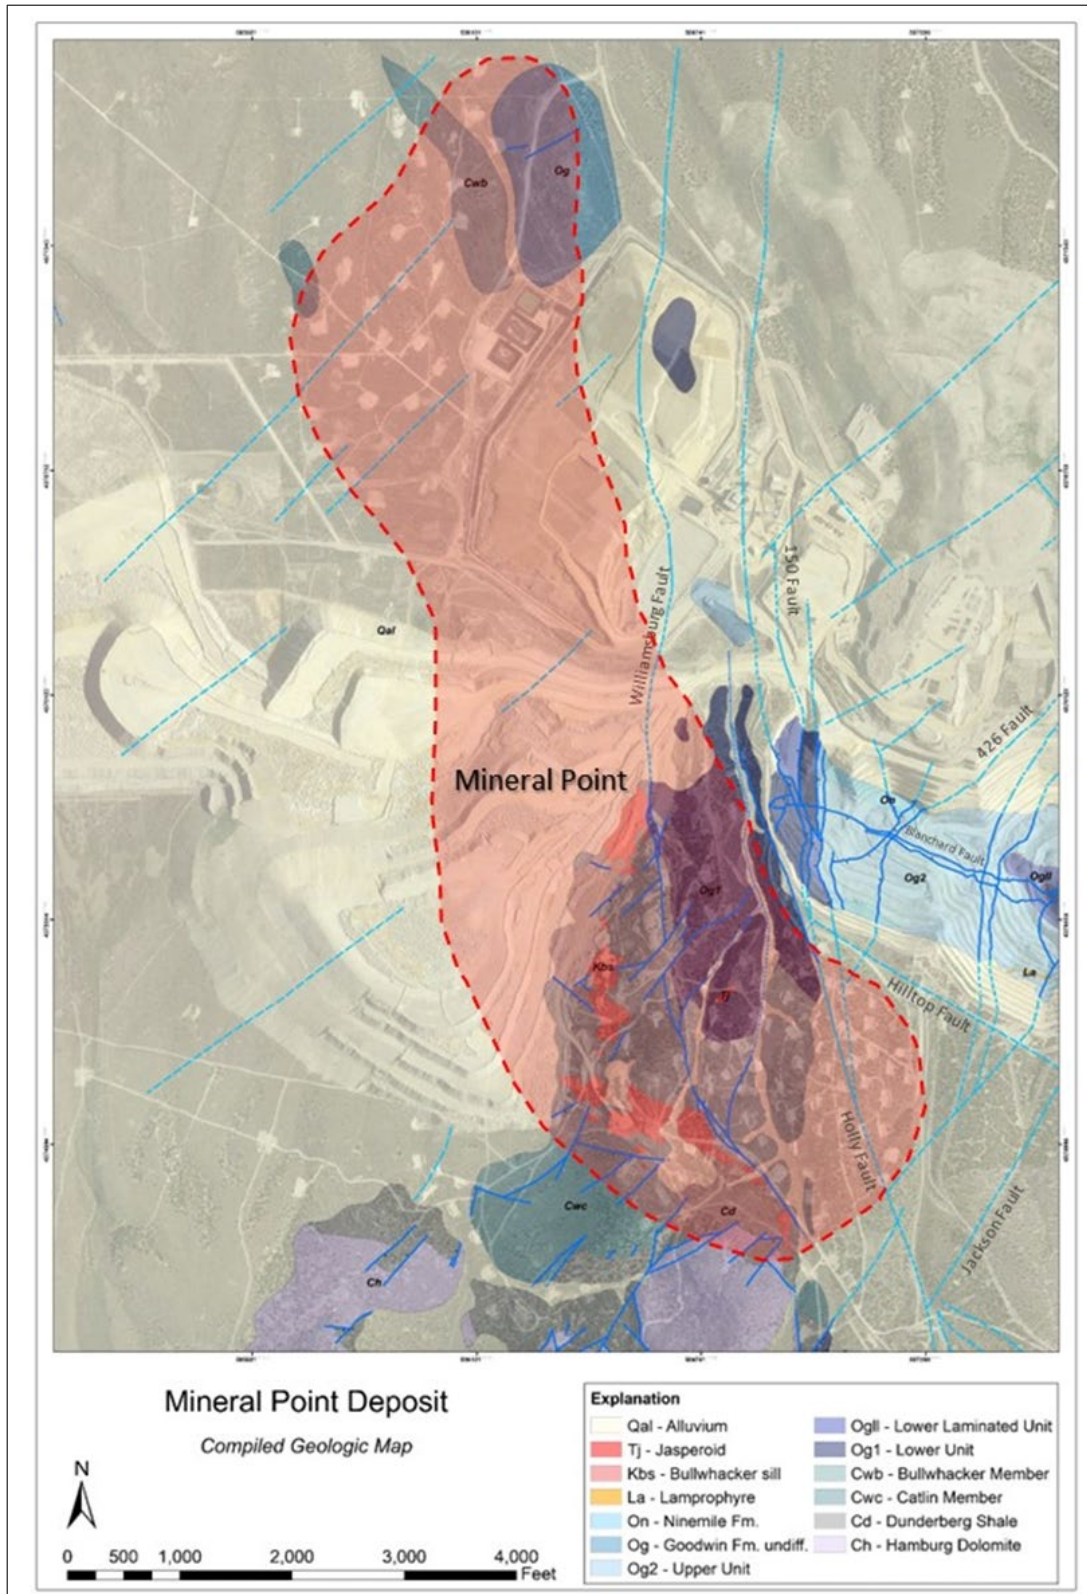 Cwb
Og
Qal
Williamsburg Fault
150 Fault
426 Fault
Mineral Point
On
Blanchard Fault
Og1
Og2
Ogll
Kbs
La
Tj
Hilltop Fault
Holly Fault
Cwc
Cd
Jackson Fault
Ch
Mineral Point Deposit
Compiled Geologic Map
N
0 500 1,000 2,000 3,000 4,000
Feet
Explanation
Qal - Alluvium
Tj - Jasperoid
Kbs - Bullwhacker sill
La - Lamprophyre
On - Ninemile Fm.
Og - Goodwin Fm. undiff.
Og2 - Upper Unit
Ogll - Lower Laminated Unit
Og1 - Lower Unit
Cwb - Bullwhacker Member
Cwc - Catlin Member
Cd - Dunderberg Shale
Ch - Hamburg Dolomite